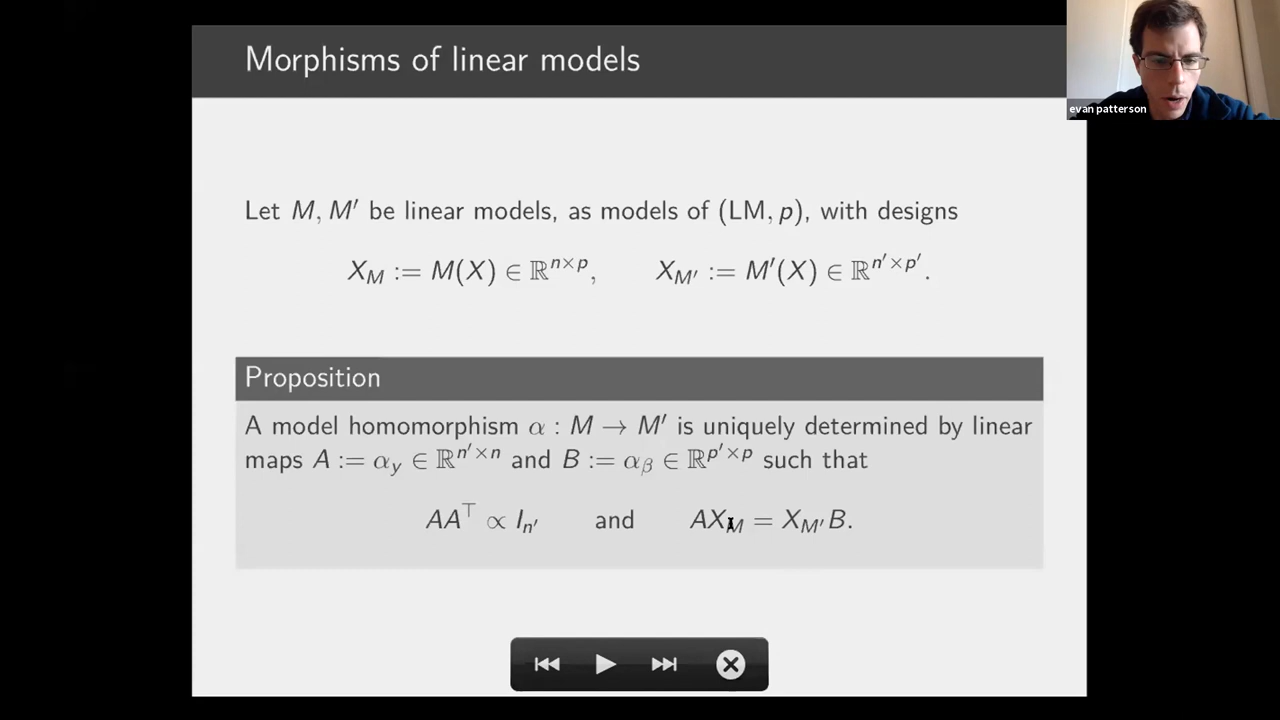 Morphisms of linear models
evan patterson
Let M, M′ be linear models, as models of (LM, p), with designs
X_M := M(X) ∈ ℝ^{n×p},    X_{M′} := M′(X) ∈ ℝ^{n′×p′}.
Proposition
A model homomorphism α : M → M′ is uniquely determined by linear
maps A := α_y ∈ ℝ^{n′×n} and B := α_β ∈ ℝ^{p′×p} such that
AA^⊤ ∝ I_{n′}    and    AX_M = X_{M′}B.